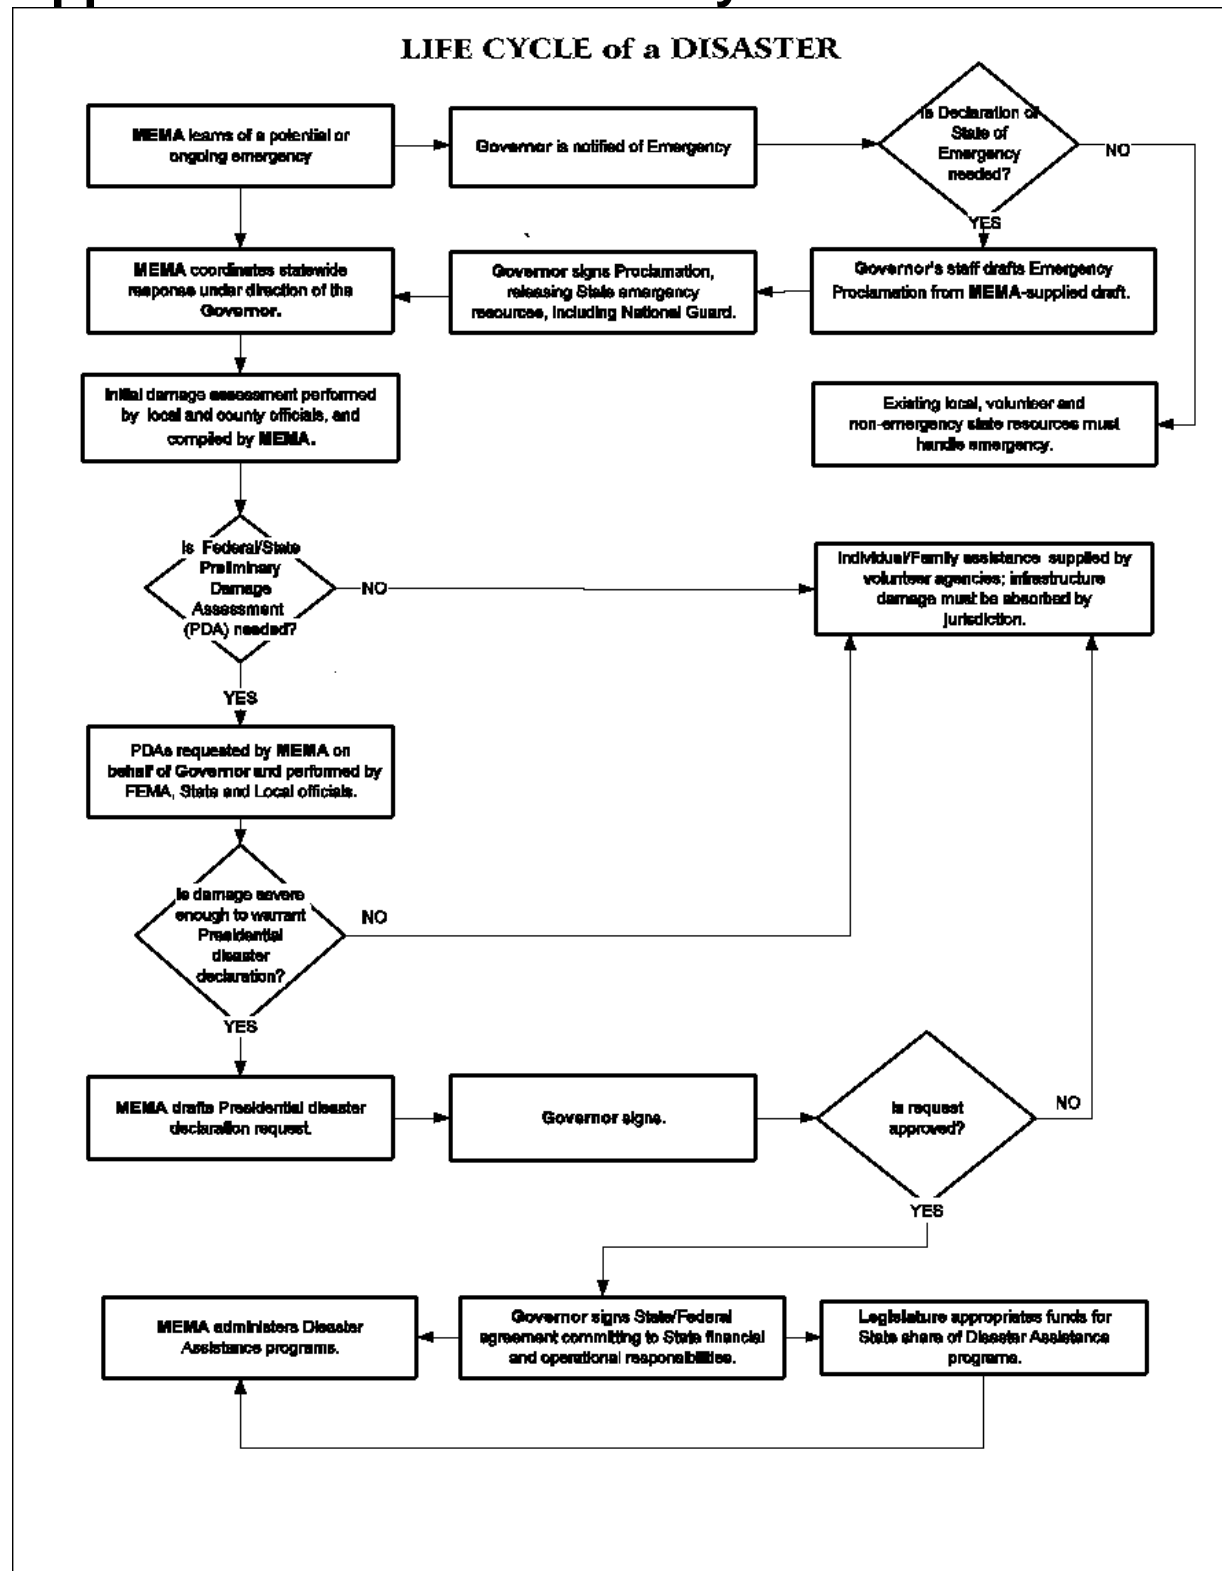 LIFE CYCLE of a DISASTER
MEMA learns of a potential or
ongoing emergency
Governor is notified of Emergency
Is Declaration of
State of
Emergency
needed?
NO
YES
MEMA coordinates statewide
response under direction of the
Governor.
Governor signs Proclamation,
releasing State emergency
resources, including National Guard.
Governor's staff drafts Emergency
Proclamation from MEMA-supplied draft.
Initial damage assessment performed
by local and county officials, and
compiled by MEMA.
Existing local, volunteer and
non-emergency state resources must
handle emergency.
Is Federal/State
Preliminary
Damage
Assessment
(PDA) needed?
NO
Individual/Family assistance supplied by
volunteer agencies; infrastructure
damage must be absorbed by
jurisdiction.
YES
PDAs requested by MEMA on
behalf of Governor and performed by
FEMA, State and Local officials.
Is damage severe
enough to warrant
Presidential
disaster
declaration?
NO
YES
MEMA drafts Presidential disaster
declaration request.
Governor signs.
Is request
approved?
NO
YES
MEMA administers Disaster
Assistance programs.
Governor signs State/Federal
agreement committing to State financial
and operational responsibilities.
Legislature appropriates funds for
State share of Disaster Assistance
programs.